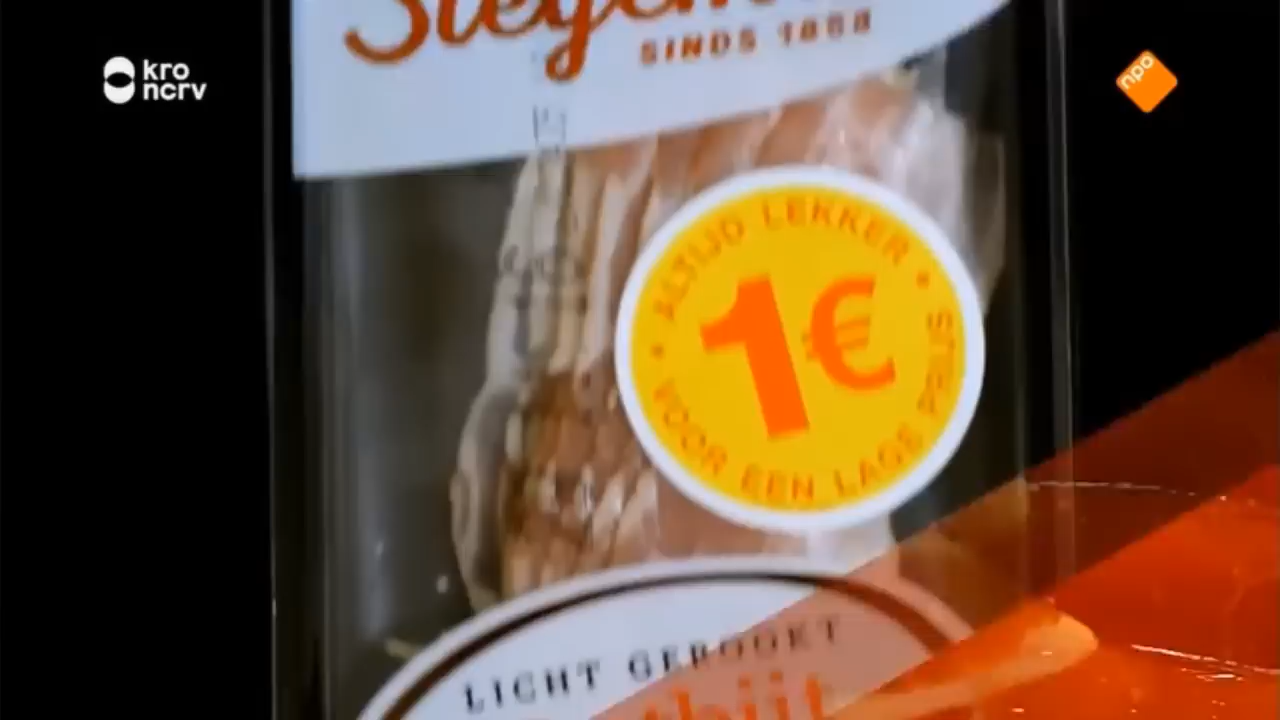 kro
ncrv
npo
SINDS 1858
ALTIJD LEKKER
1€
VOOR EEN LAGE PRIJS
LICHT GEROOKT